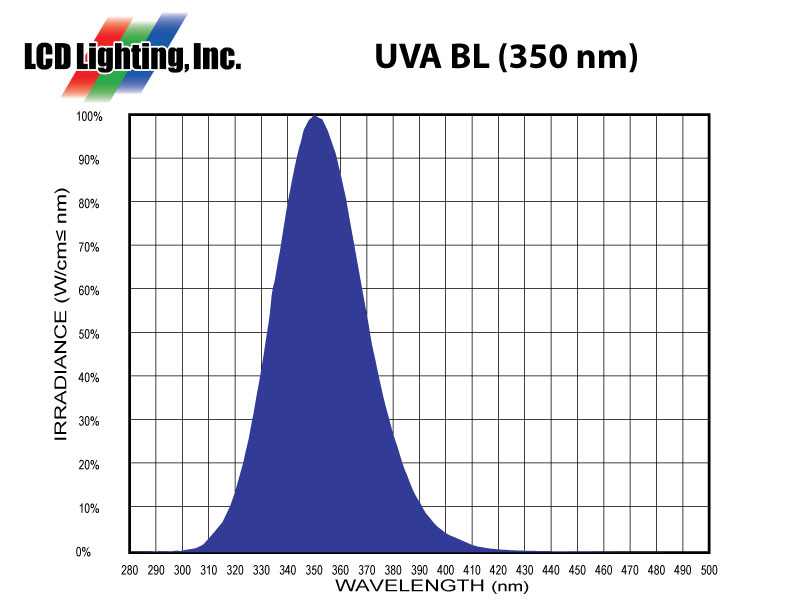 LCD Lighting, Inc.
UVA BL (350 nm)
100%
90%
80%
70%
60%
50%
40%
30%
20%
10%
0%
IRRADIANCE (W/cm≤ nm)
280 290 300 310 320 330 340 350 360 370 380 390 400 410 420 430 440 450 460 470 480 490 500
WAVELENGTH (nm)